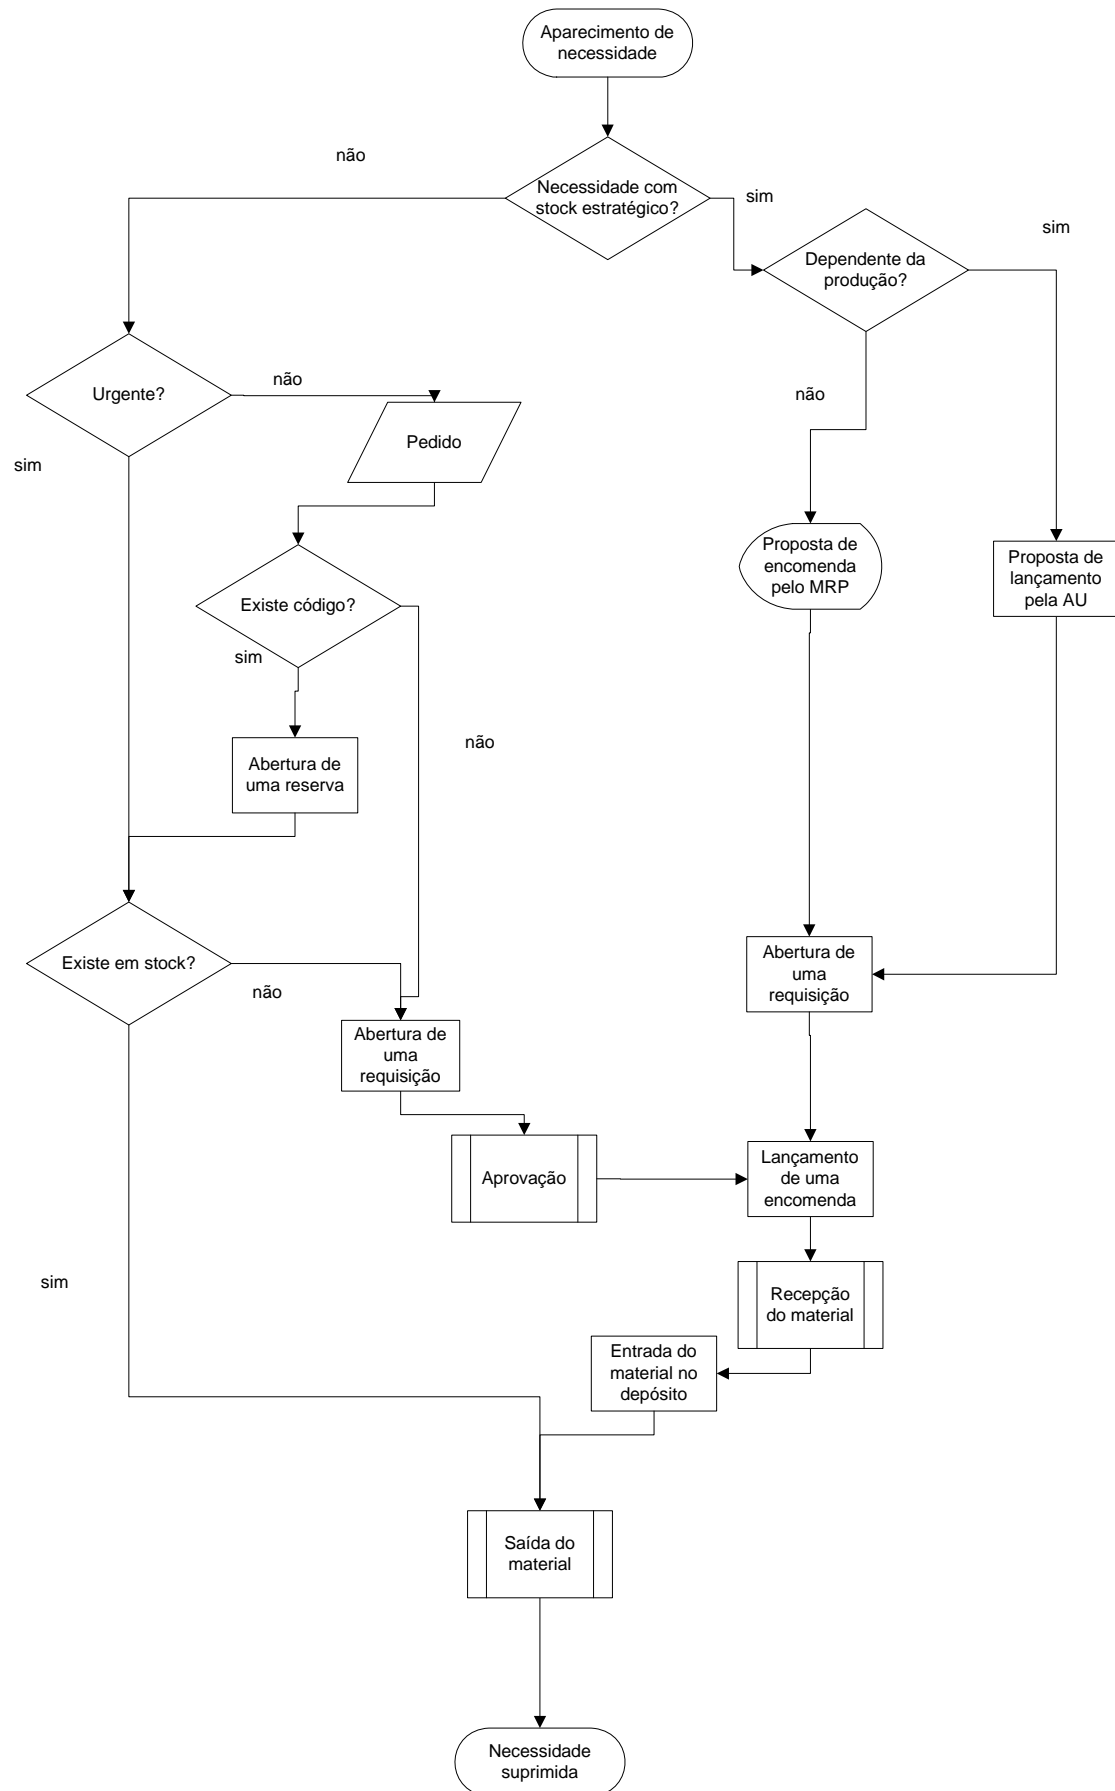 Aparecimento de
necessidade
não
Necessidade com
stock estratégico?
sim
sim
Dependente da
produção?
Urgente?
não
não
Pedido
sim
Proposta de
encomenda
pelo MRP
Proposta de
lançamento
pela AU
Existe código?
sim
não
Abertura de
uma reserva
Existe em stock?
não
Abertura de
uma
requisição
Abertura de
uma
requisição
Aprovação
Lançamento
de uma
encomenda
sim
Recepção
do material
Entrada do
material no
depósito
Saída do
material
Necessidade
suprimida